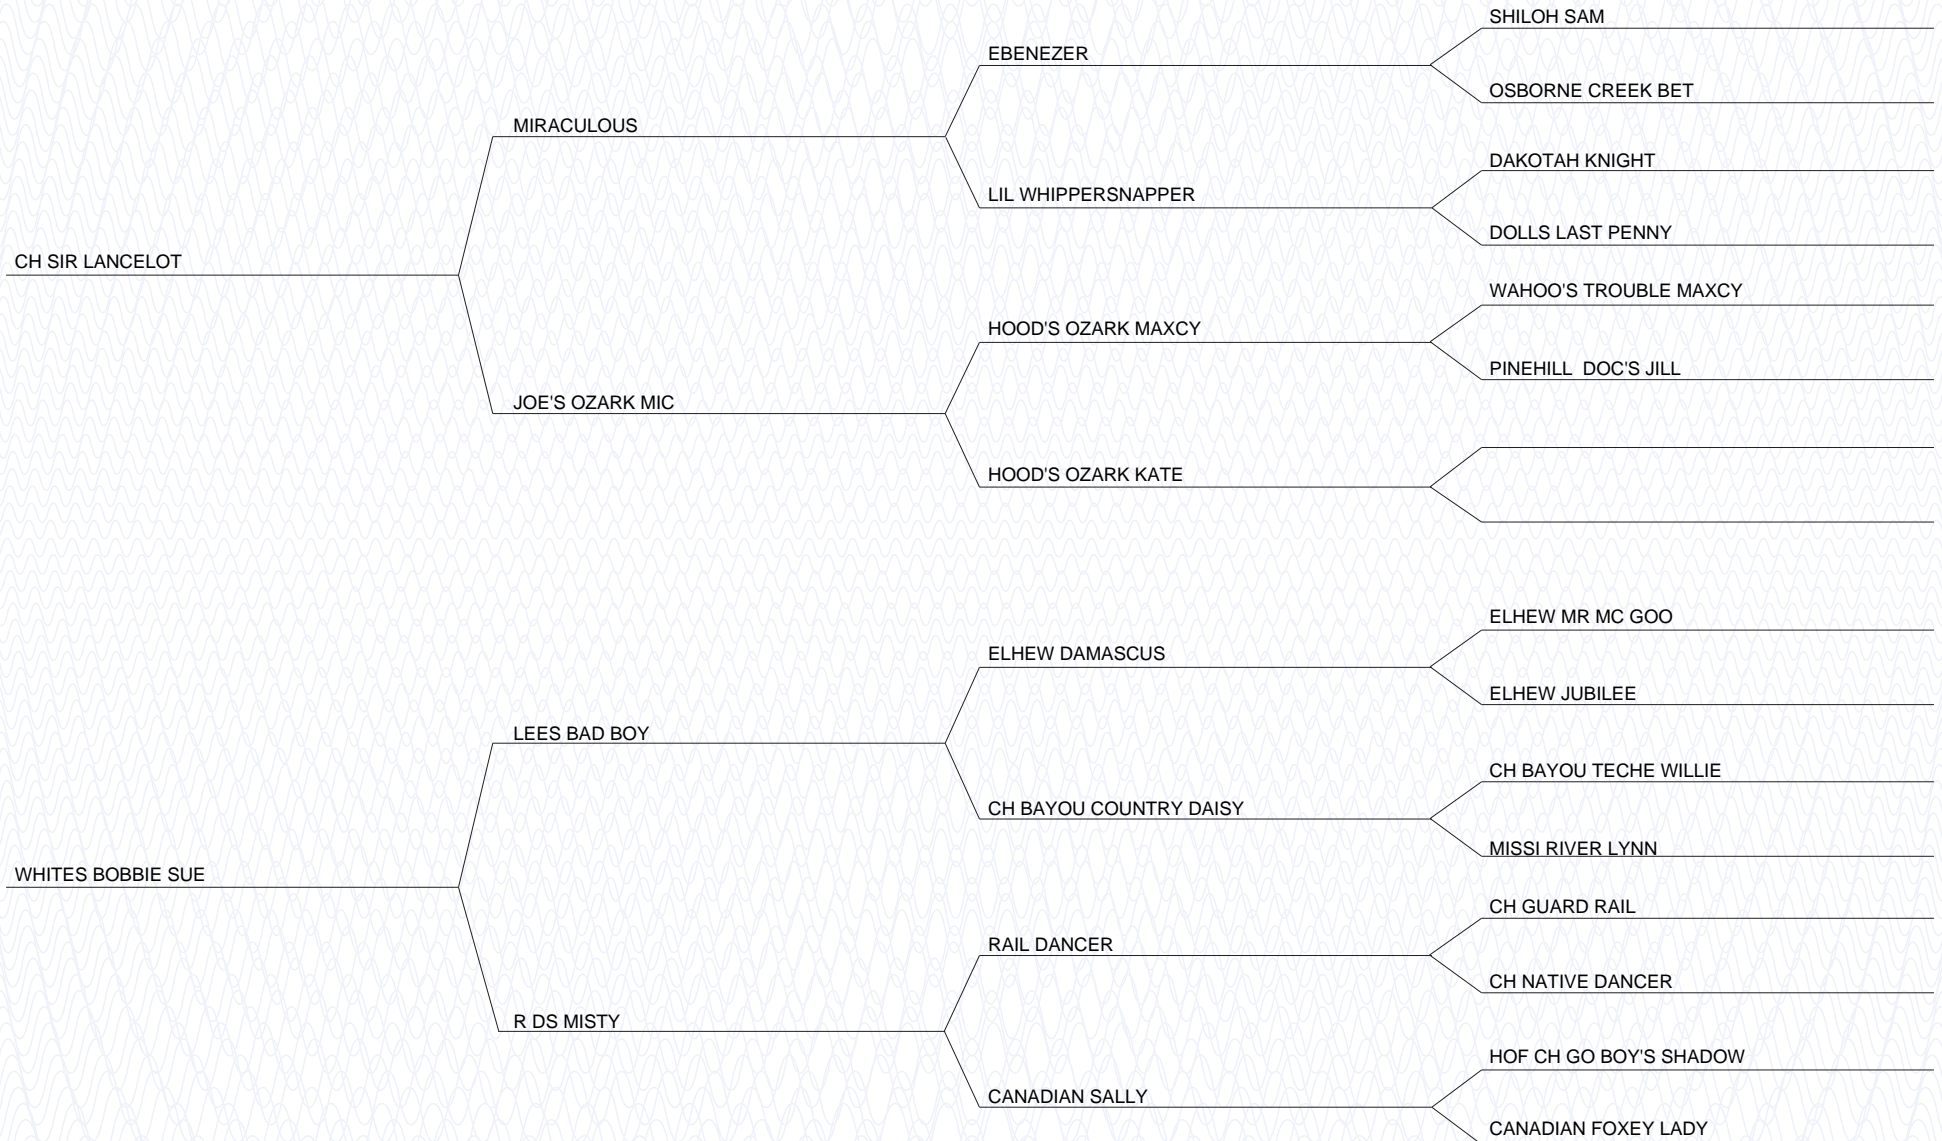 SHILOH SAM
EBENEZER
OSBORNE CREEK BET
MIRACULOUS
DAKOTAH KNIGHT
LIL WHIPPERSNAPPER
DOLLS LAST PENNY
CH SIR LANCELOT
WAHOO'S TROUBLE MAXCY
HOOD'S OZARK MAXCY
PINEHILL  DOC'S JILL
JOE'S OZARK MIC
HOOD'S OZARK KATE
ELHEW MR MC GOO
ELHEW DAMASCUS
ELHEW JUBILEE
LEES BAD BOY
CH BAYOU TECHE WILLIE
CH BAYOU COUNTRY DAISY
MISSI RIVER LYNN
WHITES BOBBIE SUE
CH GUARD RAIL
RAIL DANCER
CH NATIVE DANCER
R DS MISTY
HOF CH GO BOY'S SHADOW
CANADIAN SALLY
CANADIAN FOXEY LADY